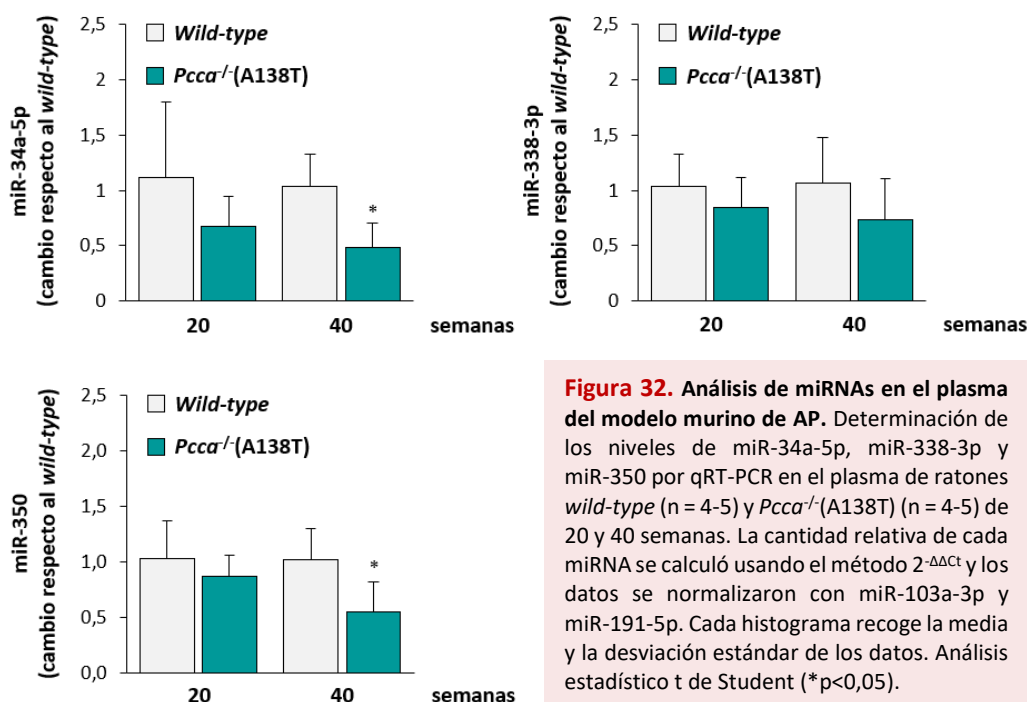 2,5
2
1,5
1
0,5
0
miR-34a-5p
(cambio respecto al wild-type)
Wild-type
Pcca-/-(A138T)
*
20
40
semanas
2,5
2
1,5
1
0,5
0
miR-338-3p
(cambio respecto al wild-type)
Wild-type
Pcca-/-(A138T)
20
40
semanas
2,5
2,0
1,5
1,0
0,5
0,0
miR-350
(cambio respecto al wild-type)
Wild-type
Pcca-/-(A138T)
*
20
40
semanas
Figura 32. Análisis de miRNAs en el plasma
del modelo murino de AP. Determinación de
los niveles de miR-34a-5p, miR-338-3p y
miR-350 por qRT-PCR en el plasma de ratones
wild-type (n = 4-5) y Pcca-/-(A138T) (n = 4-5) de
20 y 40 semanas. La cantidad relativa de cada
miRNA se calculó usando el método 2-ΔΔCt y los
datos se normalizaron con miR-103a-3p y
miR-191-5p. Cada histograma recoge la media
y la desviación estándar de los datos. Análisis
estadístico t de Student (*p<0,05).